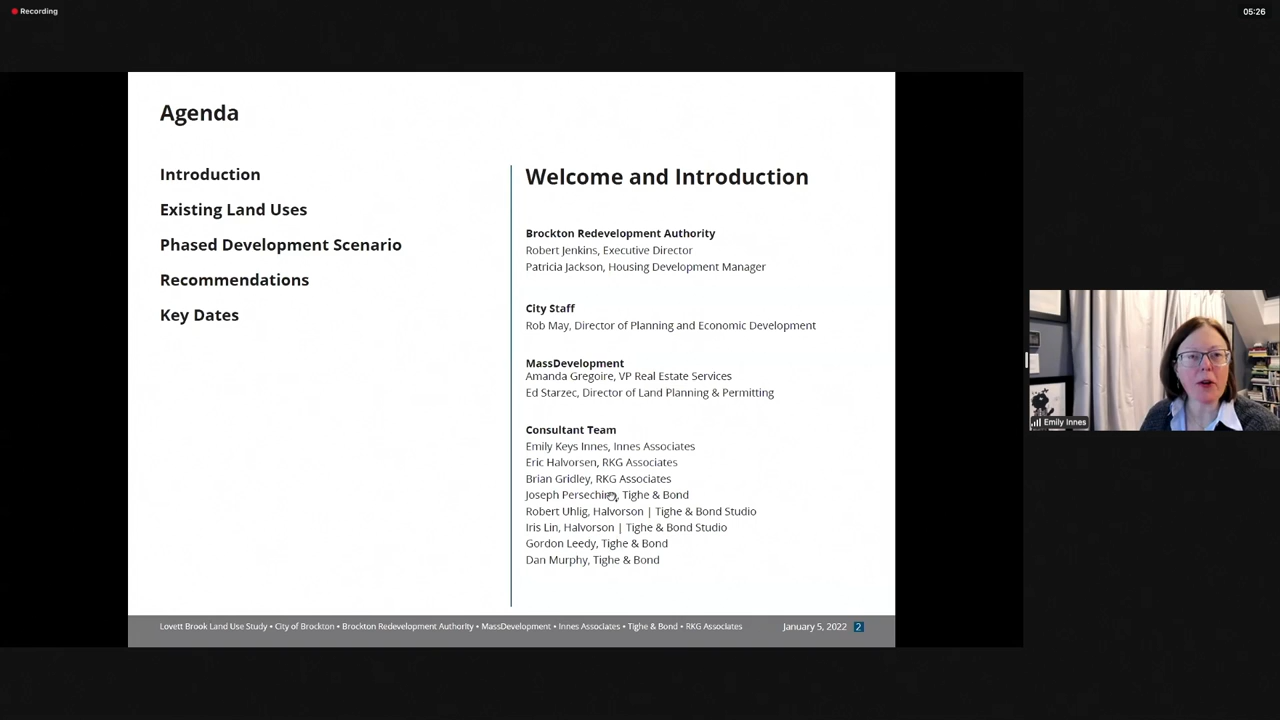 Recording
05:26
Agenda
Introduction
Existing Land Uses
Phased Development Scenario
Recommendations
Key Dates
Welcome and Introduction
Brockton Redevelopment Authority
Robert Jenkins, Executive Director
Patricia Jackson, Housing Development Manager
City Staff
Rob May, Director of Planning and Economic Development
MassDevelopment
Amanda Gregoire, VP Real Estate Services
Ed Starzec, Director of Land Planning & Permitting
Consultant Team
Emily Keys Innes, Innes Associates
Eric Halvorsen, RKG Associates
Brian Gridley, RKG Associates
Joseph , Tighe & Bond
Robert Uhlig, Halvorson | Tighe & Bond Studio
Iris Lin, Halvorson | Tighe & Bond Studio
Gordon Leedy, Tighe & Bond
Dan Murphy, Tighe & Bond
Lovett Brook Land Use Study • City of Brockton • Brockton Redevelopment Authority • MassDevelopment • Innes Associates • Tighe & Bond • RKG Associates
January 5, 2022 2
Emily Innes